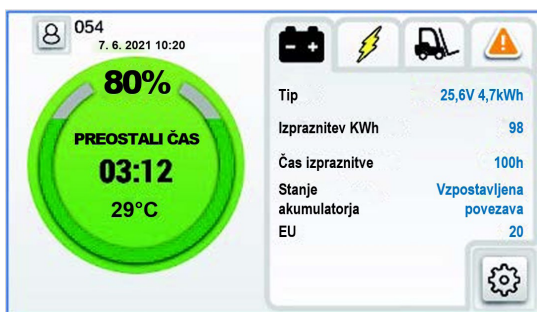 054
7. 6. 2021 10:20
80%
PREOSTALI ČAS
03:12
29°C
Tip 25,6V 4,7kWh
Izpraznitev KWh 98
Čas izpraznitve 100h
Stanje Vzpostavljena
akumulatorja povezava
EU 20